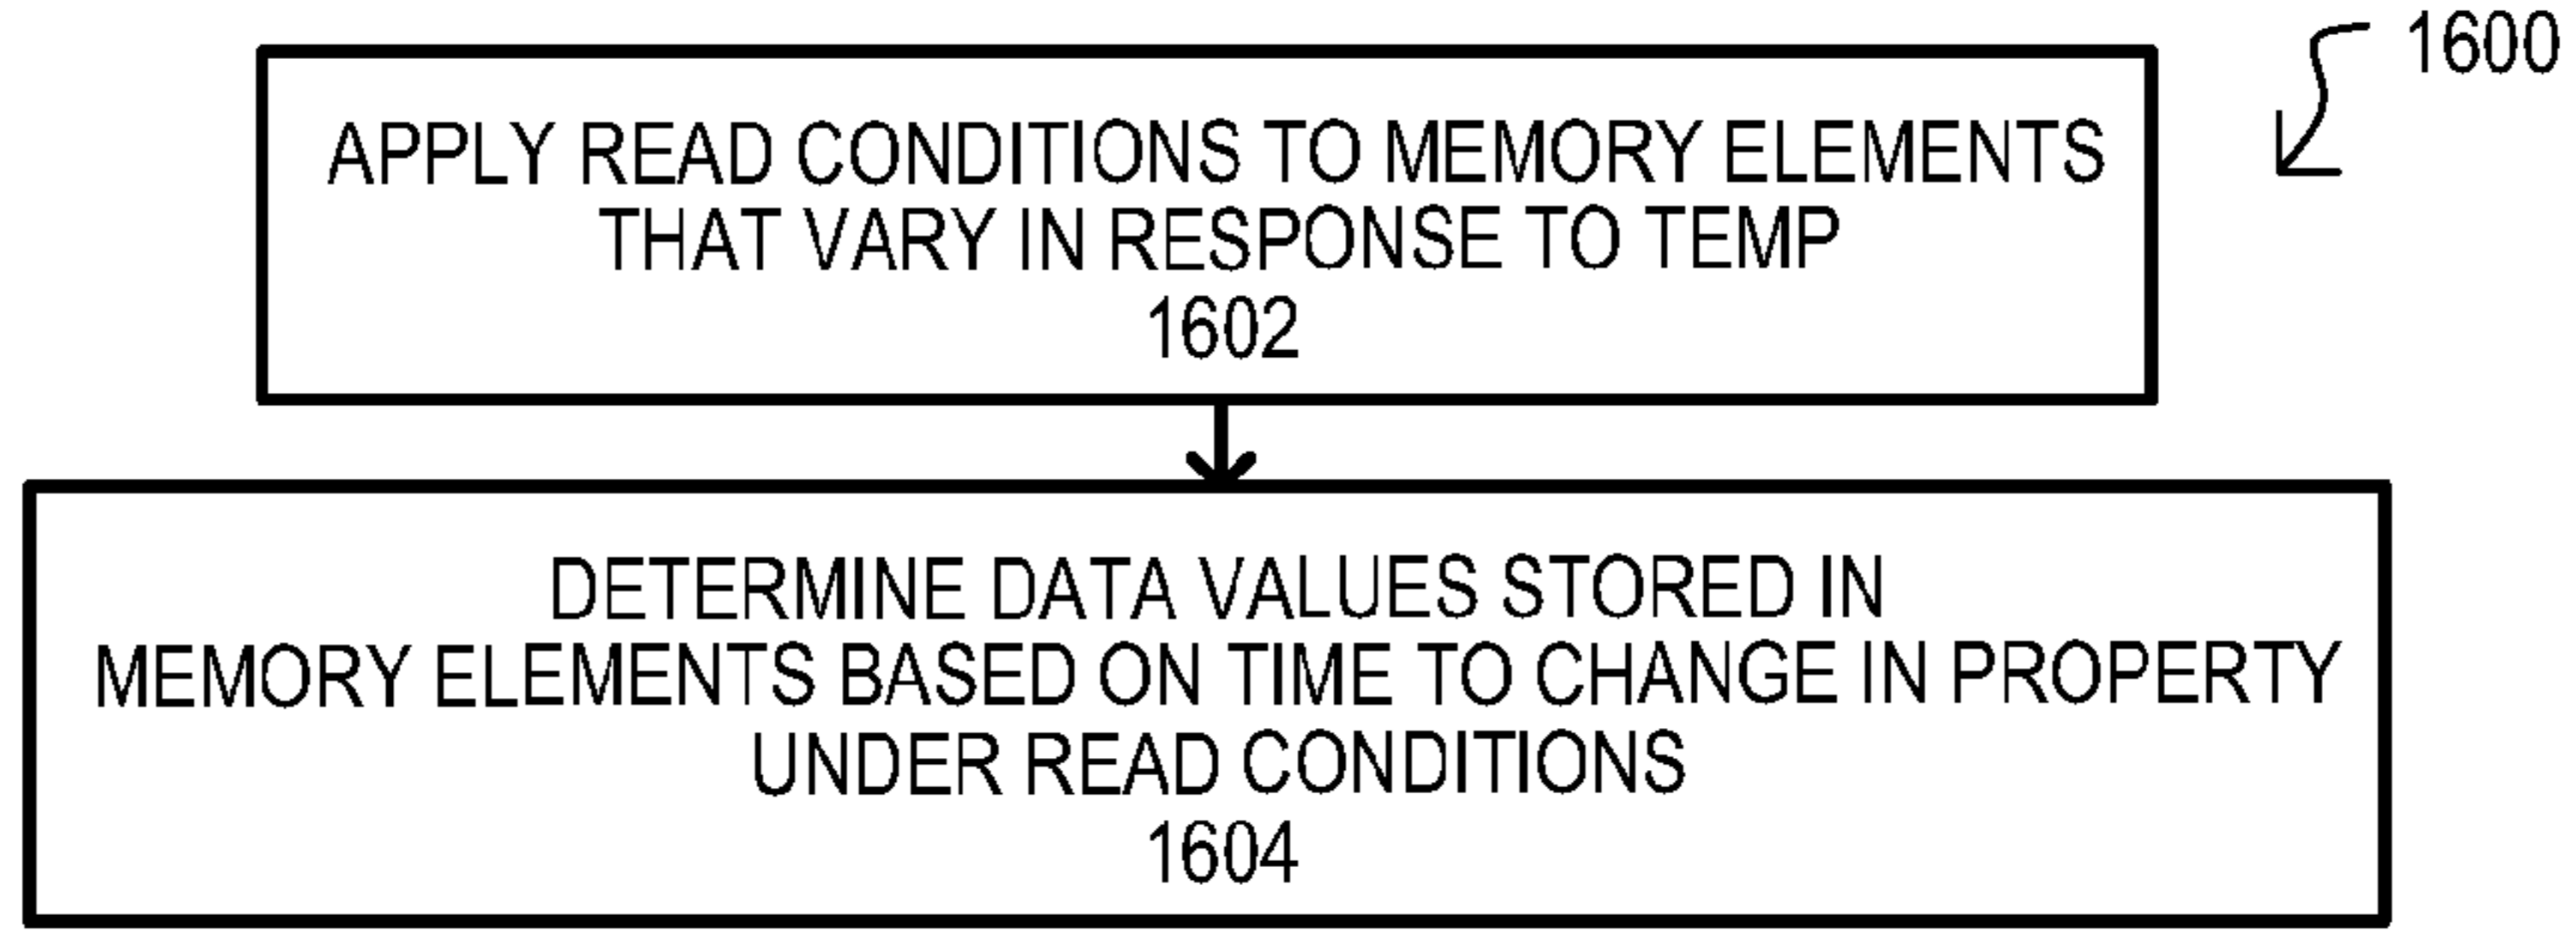 1600
APPLY READ CONDITIONS TO MEMORY ELEMENTS
THAT VARY IN RESPONSE TO TEMP
1602
DETERMINE DATA VALUES STORED IN
MEMORY ELEMENTS BASED ON TIME TO CHANGE IN PROPERTY
UNDER READ CONDITIONS
1604